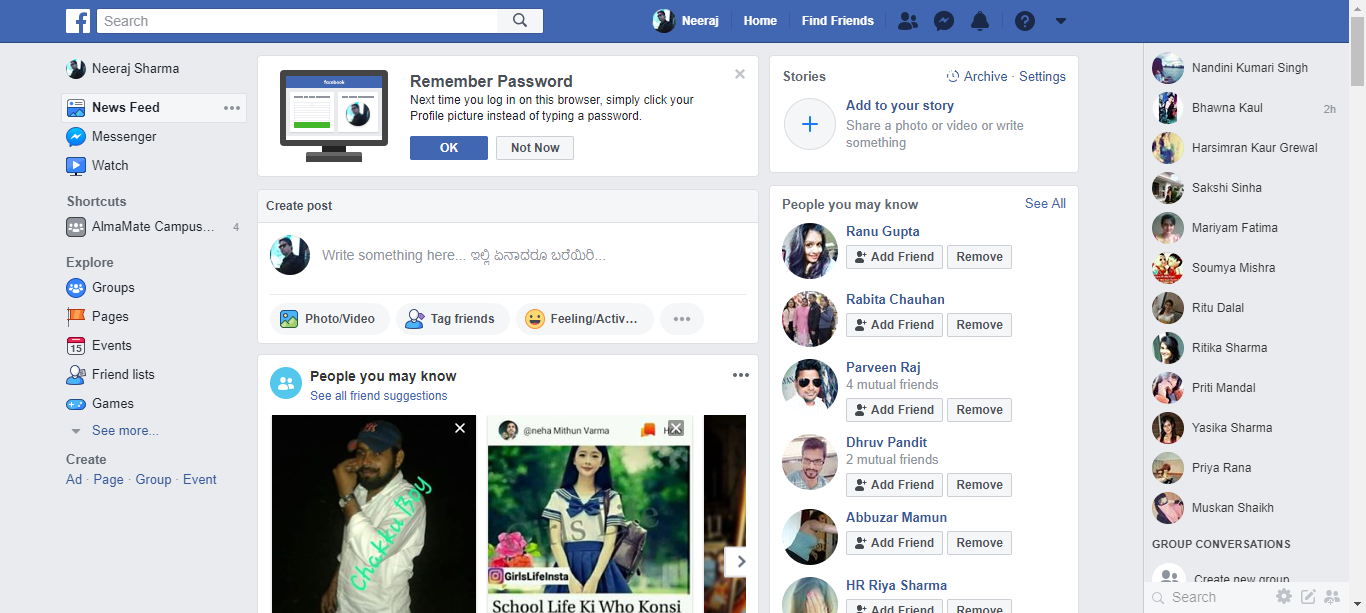 Search
Neeraj
Home
Find Friends
Neeraj Sharma
News Feed
Messenger
Watch
Shortcuts
AlmaMate Campus...
4
Explore
Groups
Pages
15
Events
Friend lists
Games
See more...
Create
Ad · Page · Group · Event
facebook
Remember Password
Next time you log in on this browser, simply click your
Profile picture instead of typing a password.
OK
Not Now
Create post
Write something here... ಇಲ್ಲಿ ಏನಾದರೂ ಬರೆಯಿರಿ...
Photo/Video
Tag friends
Feeling/Activ...
People you may know
See all friend suggestions
Chakka Boy
@neha Mithun Varma
GirlsLifeInsta
School Life Ki Who Konsi
Stories
Archive · Settings
Add to your story
Share a photo or video or write
something
People you may know
See All
Ranu Gupta
Add Friend
Remove
Rabita Chauhan
Add Friend
Remove
Parveen Raj
4 mutual friends
Add Friend
Remove
Dhruv Pandit
2 mutual friends
Add Friend
Remove
Abbuzar Mamun
Add Friend
Remove
HR Riya Sharma
Add Friend
Remove
Nandini Kumari Singh
Bhawna Kaul
2h
Harsimran Kaur Grewal
Sakshi Sinha
Mariyam Fatima
Soumya Mishra
Ritu Dalal
Ritika Sharma
Priti Mandal
Yasika Sharma
Priya Rana
Muskan Shaikh
GROUP CONVERSATIONS
Create new group
Search